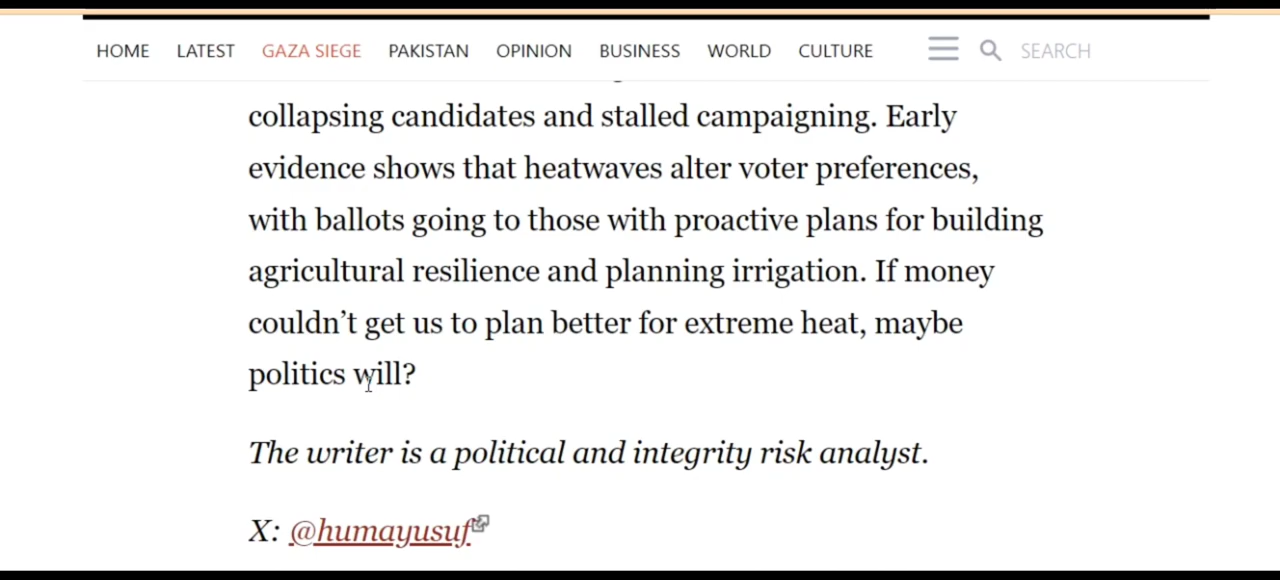 HOME LATEST GAZA SIEGE PAKISTAN OPINION BUSINESS WORLD CULTURE SEARCH
collapsing candidates and stalled campaigning. Early
evidence shows that heatwaves alter voter preferences,
with ballots going to those with proactive plans for building
agricultural resilience and planning irrigation. If money
couldn’t get us to plan better for extreme heat, maybe
politics will?
The writer is a political and integrity risk analyst.
X: @humayusuf